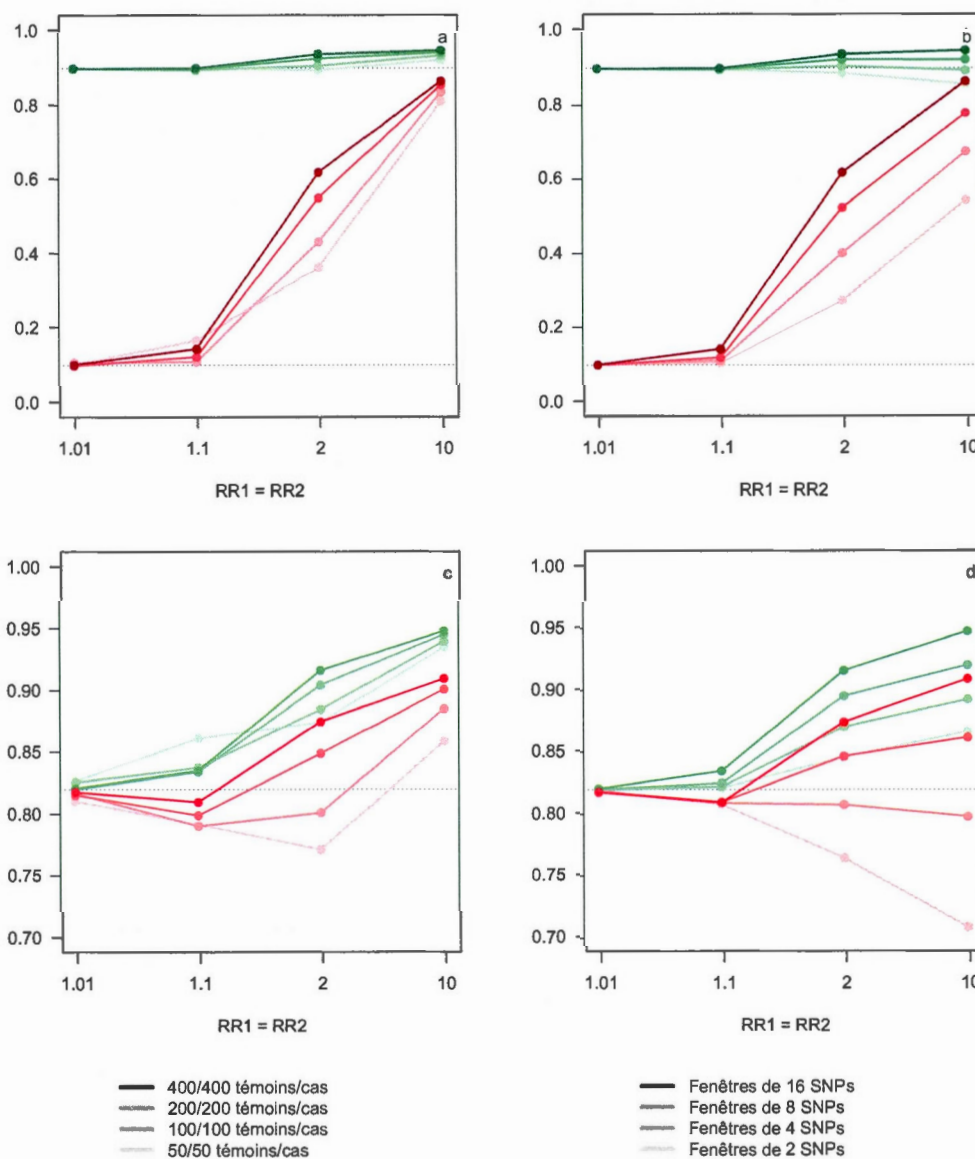 a
1.0
0.8
0.6
0.4
0.2
0.0
1.01 1.1 2 10
RR1 = RR2
b
1.0
0.8
0.6
0.4
0.2
0.0
1.01 1.1 2 10
RR1 = RR2
c
1.00
0.95
0.90
0.85
0.80
0.75
0.70
1.01 1.1 2 10
RR1 = RR2
d
1.00
0.95
0.90
0.85
0.80
0.75
0.70
1.01 1.1 2 10
RR1 = RR2
400/400 témoins/cas
200/200 témoins/cas
100/100 témoins/cas
50/50 témoins/cas
Fenêtres de 16 SNPs
Fenêtres de 8 SNPs
Fenêtres de 4 SNPs
Fenêtres de 2 SNPs